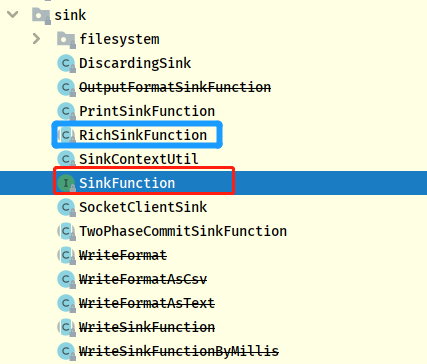 sink
filesystem
DiscardingSink
OutputFormatSinkFunction
PrintSinkFunction
RichSinkFunction
SinkContextUtil
SinkFunction
SocketClientSink
TwoPhaseCommitSinkFunction
WriteFormat
WriteFormatAsCsv
WriteFormatAsText
WriteSinkFunction
WriteSinkFunctionByMillis